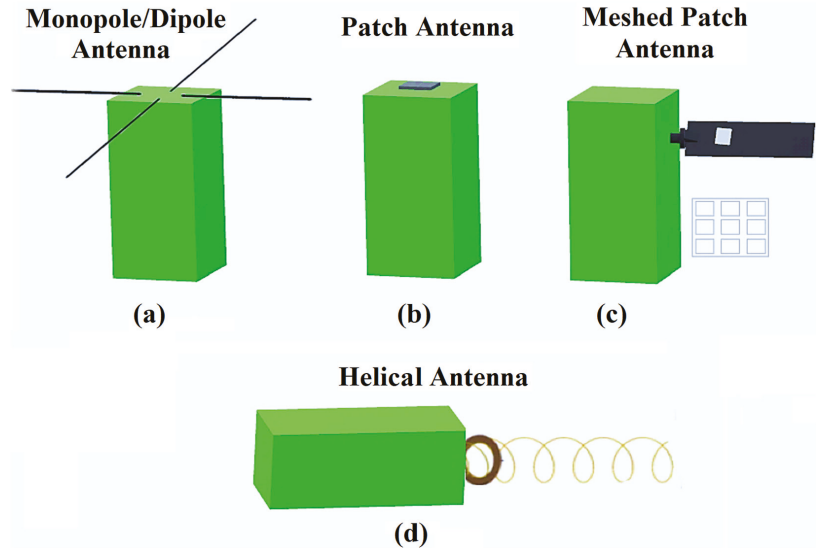 Monopole/Dipole
Antenna
Patch Antenna
Meshed Patch
Antenna
(a)
(b)
(c)
Helical Antenna
(d)